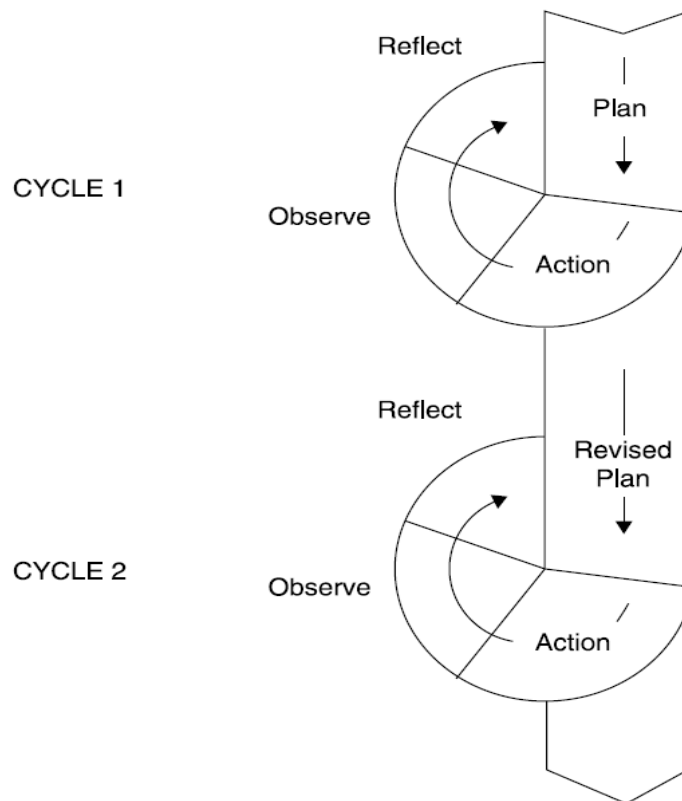 Reflect
Plan
CYCLE 1
Observe
Action
Reflect
Revised
Plan
CYCLE 2
Observe
Action